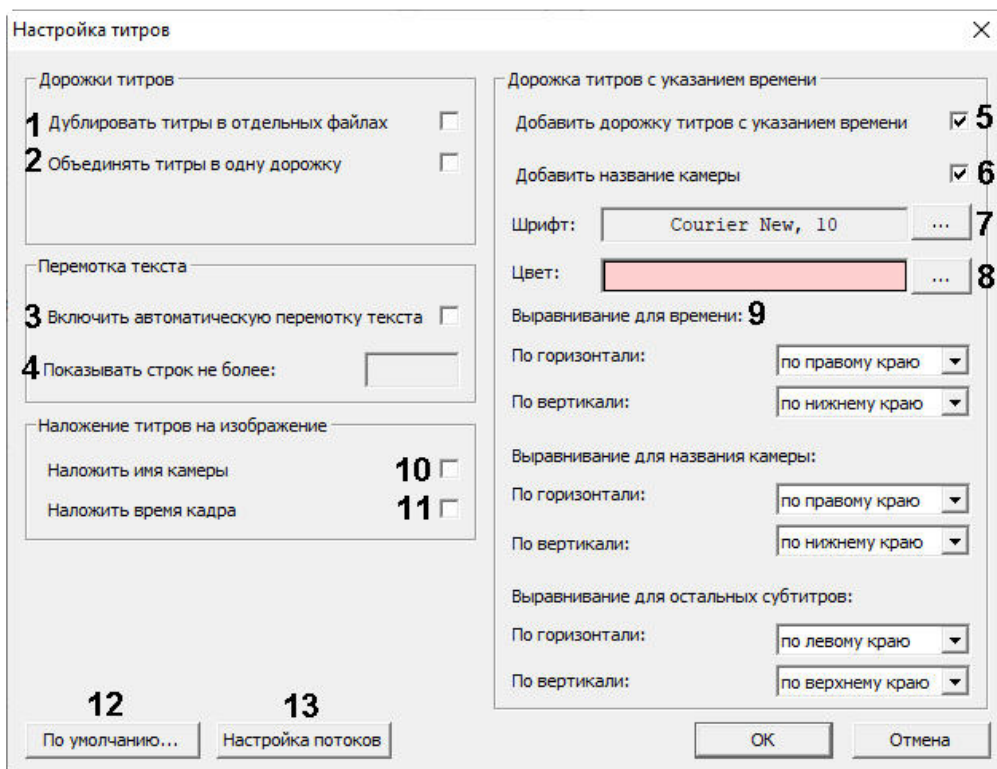 Настройка титров
Дорожки титров
1 Дублировать титры в отдельных файлах
2 Объединять титры в одну дорожку
Перемотка текста
3 Включить автоматическую перемотку текста
4 Показывать строк не более:
Наложение титров на изображение
Наложить имя камеры 10
Наложить время кадра 11
Дорожка титров с указанием времени
Добавить дорожку титров с указанием времени 5
Добавить название камеры 6
Шрифт: Courier New, 10 ... 7
Цвет: ... 8
Выравнивание для времени: 9
По горизонтали: по правому краю
По вертикали: по нижнему краю
Выравнивание для названия камеры:
По горизонтали: по правому краю
По вертикали: по нижнему краю
Выравнивание для остальных субтитров:
По горизонтали: по левому краю
По вертикали: по верхнему краю
12 13
По умолчанию... Настройка потоков OK Отмена